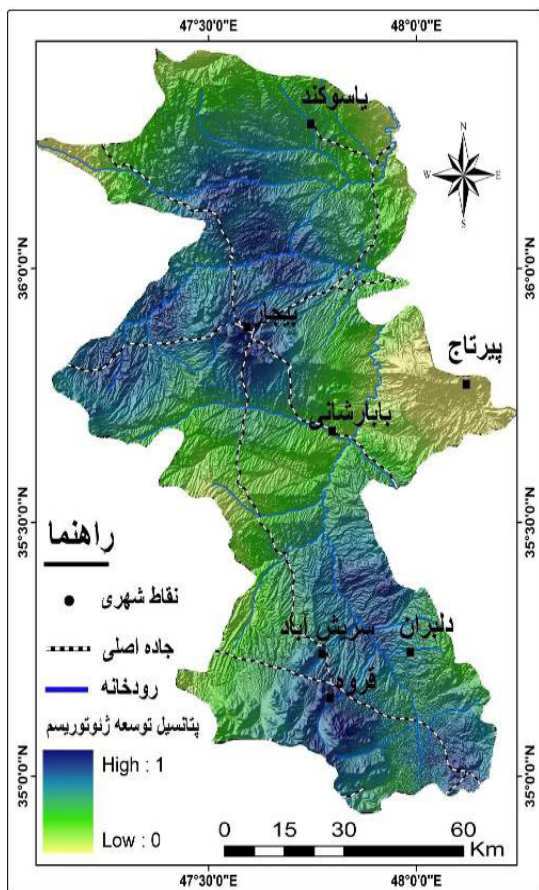 47°30'0"E 48°0'0"E
یاسوکند
N
W E
S
36°0'0"N 36°0'0"N
بیجار
پیرتاج
بابارشانی
35°30'0"N 35°30'0"N
راهنما
نقاط شهری
سریش آباد
دلبران
جاده اصلی
رودخانه
قروه
پتانسیل توسعه ژئوتوریسم
High : 1
35°0'0"N 35°0'0"N
Low : 0
0 15 30 60
Km
47°30'0"E 48°0'0"E